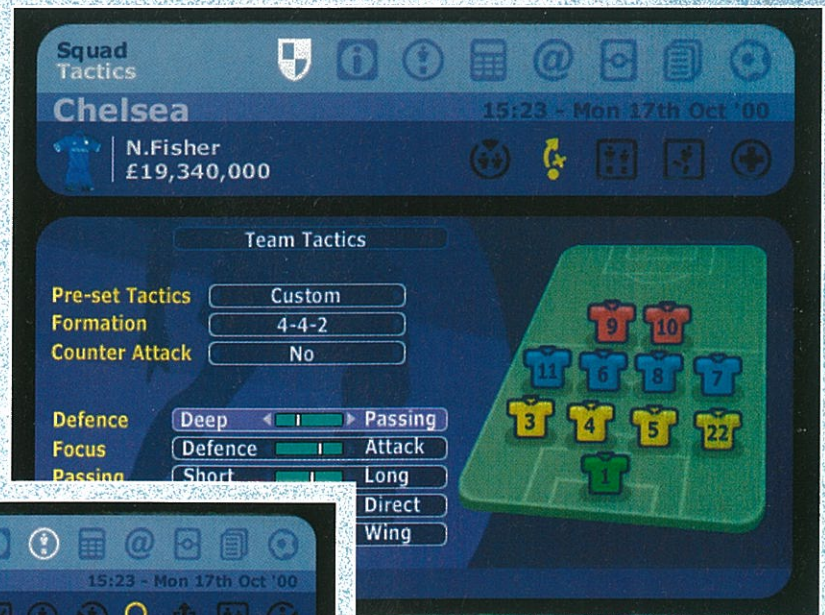 Squad
Tactics
Chelsea
15:23 - Mon 17th Oct '00
N.Fisher
£19,340,000
Team Tactics
Pre-set Tactics Custom
Formation 4-4-2
Counter Attack No
Defence Deep Passing
Focus Defence Attack
Passing Short Long
Direct
Wing
9 10
11 6 8 7
3 4 5 22
1
15:23 - Mon 17th Oct '00